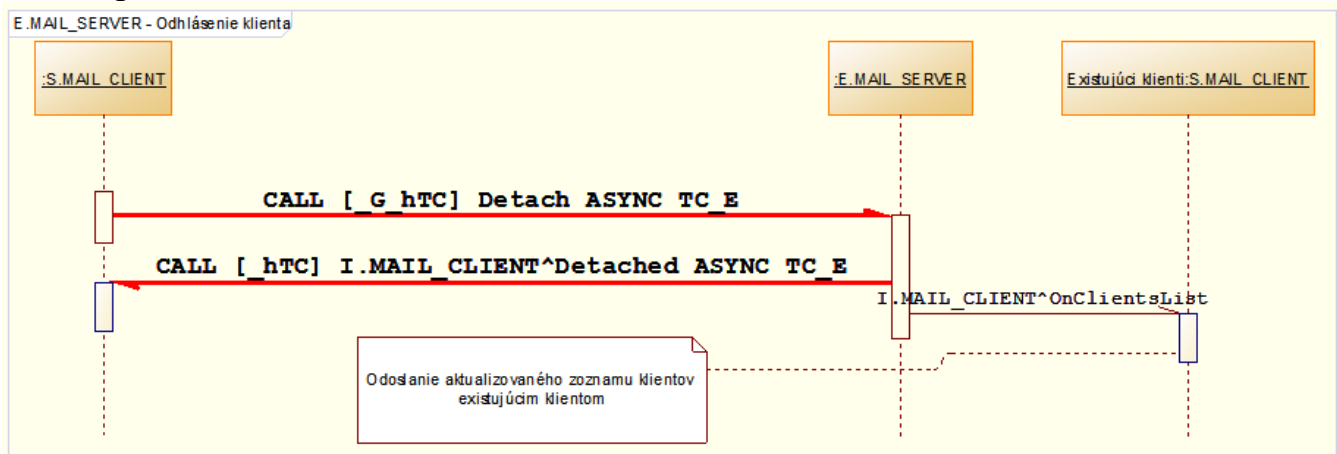 E.MAIL_SERVER - Odhlásenie klienta
:S.MAIL_CLIENT
:E.MAIL_SERVER
Existujúci klienti:S.MAIL_CLIENT
CALL [_G_hTC] Detach ASYNC TC_E
CALL [_hTC] I.MAIL_CLIENT^Detached ASYNC TC_E
I.MAIL_CLIENT^OnClientsList
Odoslanie aktualizovaného zoznamu klientov
existujúcim klientom